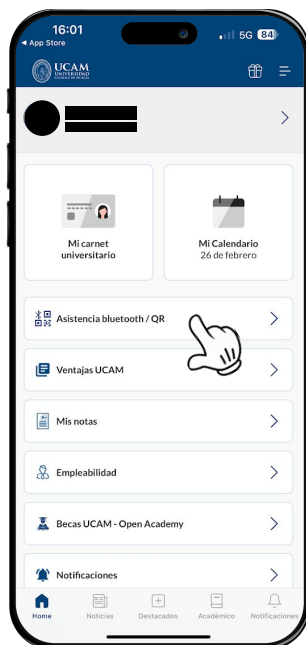 16:01
5G 84
◄ App Store
UCAM
UNIVERSIDAD
CATÓLICA DE MURCIA
Mi carnet
universitario
Mi Calendario
26 de febrero
Asistencia bluetooth / QR
Ventajas UCAM
Mis notas
Empleabilidad
Becas UCAM - Open Academy
Notificaciones
Home
Noticias
Destacados
Académico
Notificaciones